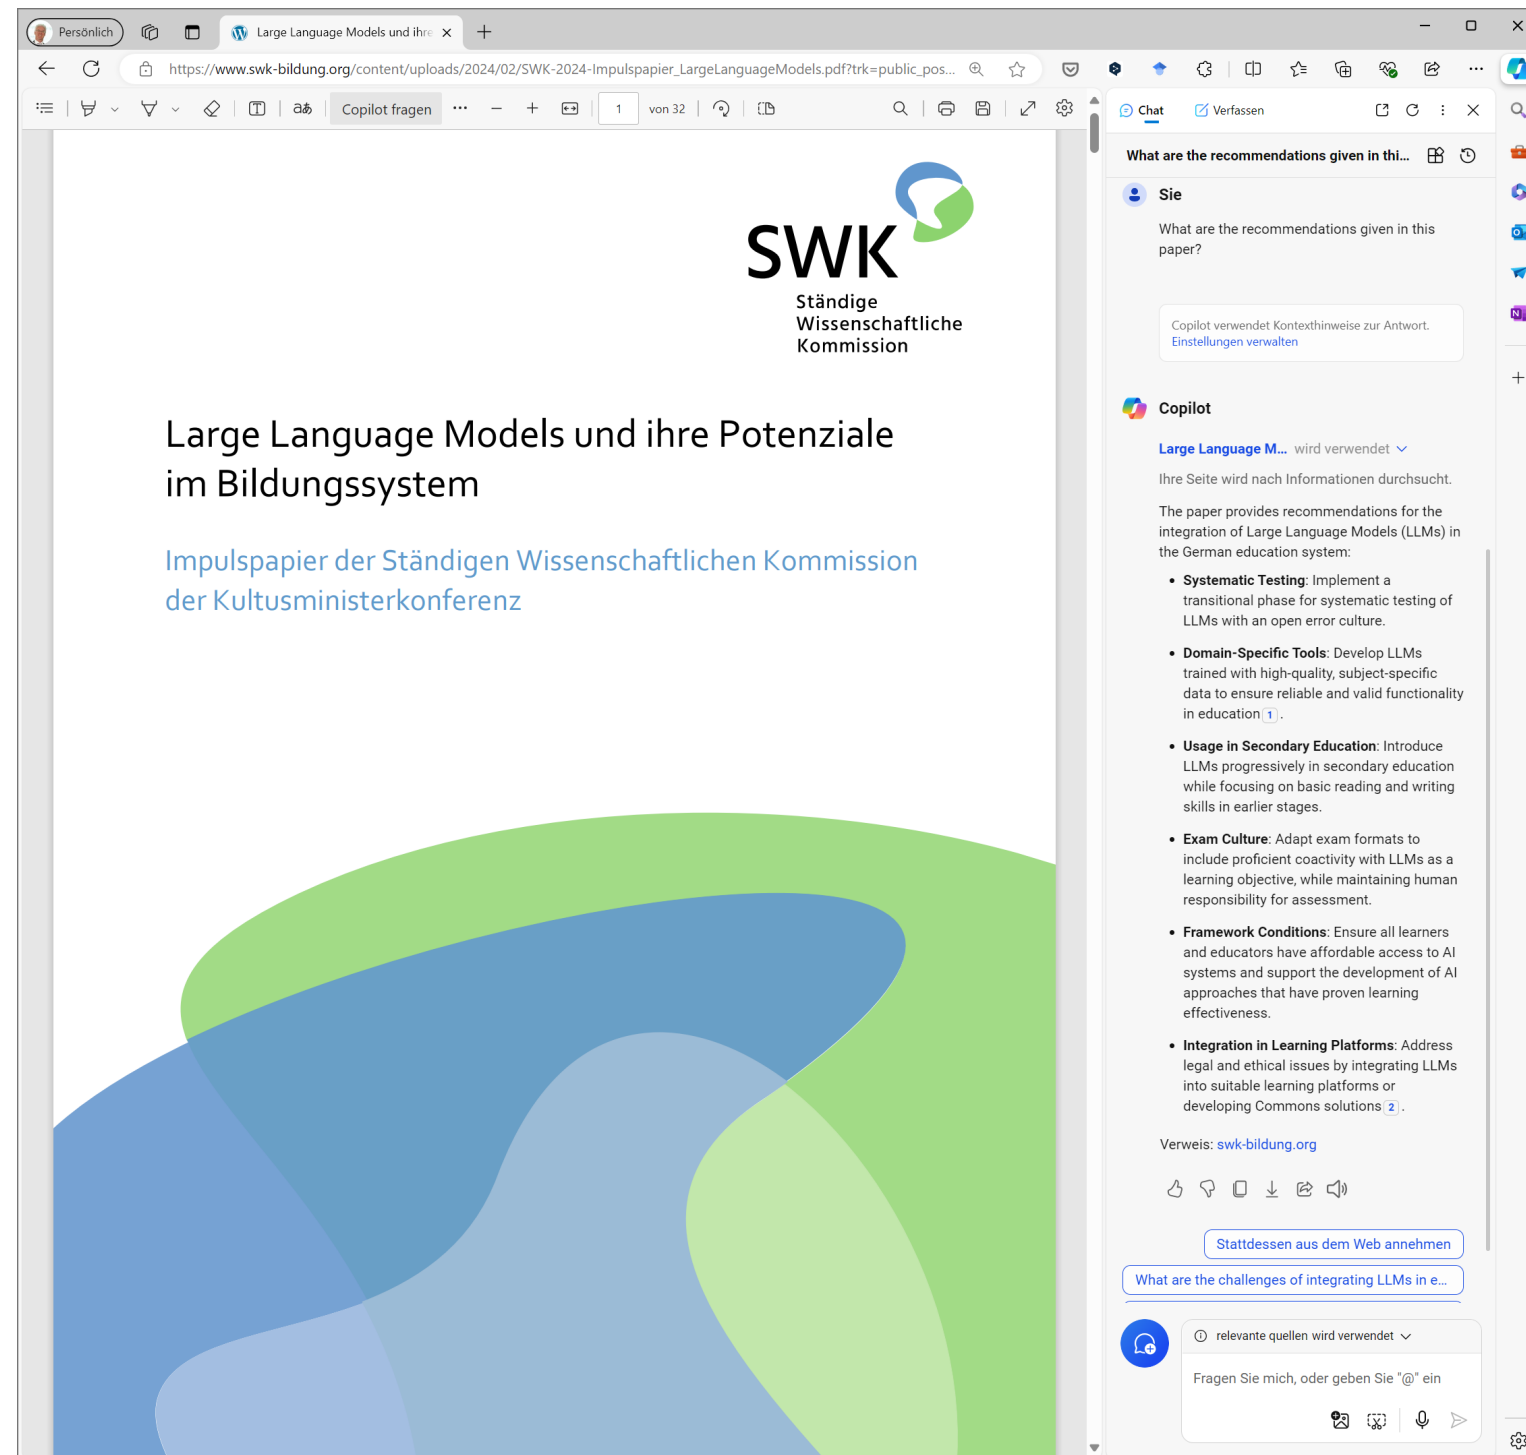 Persönlich
Large Language Models und ihre
https://www.swk-bildung.org/content/uploads/2024/02/SWK-2024-Impulspapier_LargeLanguageModels.pdf?trk=public_pos...
Copilot fragen
1 von 32
SWK
Ständige
Wissenschaftliche
Kommission
Large Language Models und ihre Potenziale
im Bildungssystem
Impulspapier der Ständigen Wissenschaftlichen Kommission
der Kultusministerkonferenz
Chat Verfassen
What are the recommendations given in thi...
Sie
What are the recommendations given in this
paper?
Copilot verwendet Kontexthinweise zur Antwort.
Einstellungen verwalten
Copilot
Large Language M... wird verwendet
Ihre Seite wird nach Informationen durchsucht.
The paper provides recommendations for the
integration of Large Language Models (LLMs) in
the German education system:
• Systematic Testing: Implement a
transitional phase for systematic testing of
LLMs with an open error culture.
• Domain-Specific Tools: Develop LLMs
trained with high-quality, subject-specific
data to ensure reliable and valid functionality
in education 1 .
• Usage in Secondary Education: Introduce
LLMs progressively in secondary education
while focusing on basic reading and writing
skills in earlier stages.
• Exam Culture: Adapt exam formats to
include proficient coactivity with LLMs as a
learning objective, while maintaining human
responsibility for assessment.
• Framework Conditions: Ensure all learners
and educators have affordable access to AI
systems and support the development of AI
approaches that have proven learning
effectiveness.
• Integration in Learning Platforms: Address
legal and ethical issues by integrating LLMs
into suitable learning platforms or
developing Commons solutions 2 .
Verweis: swk-bildung.org
Stattdessen aus dem Web annehmen
What are the challenges of integrating LLMs in e...
relevante quellen wird verwendet
Fragen Sie mich, oder geben Sie "@" ein